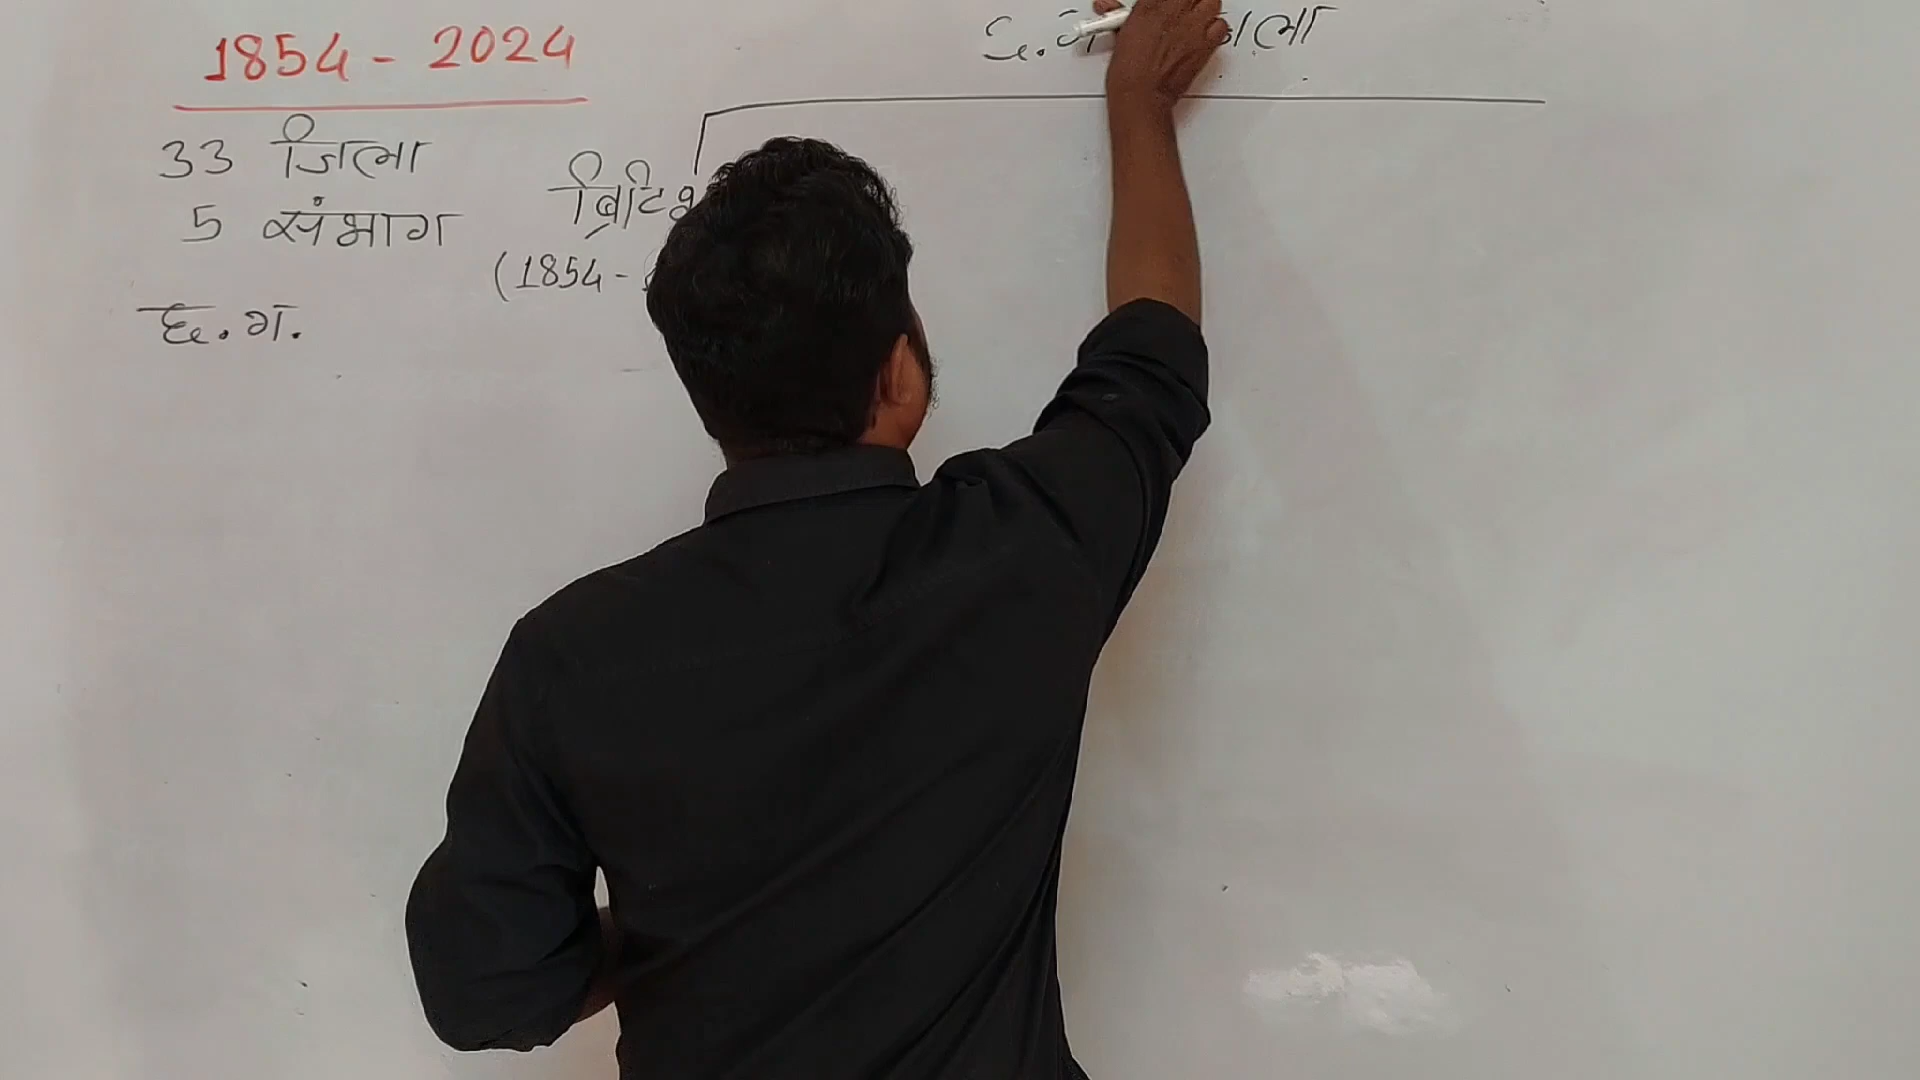 1854 - 2024
33 जिला
5 संभाग
छ. ग.
छ. ग. जिला
ब्रिटिश
(1854 -